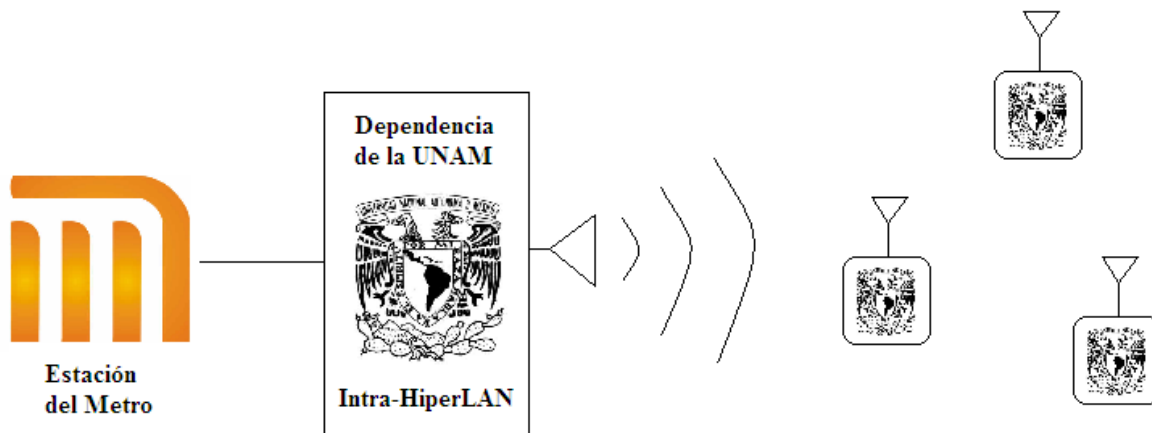 Dependencia
de la UNAM
Intra-HiperLAN
Estación
del Metro